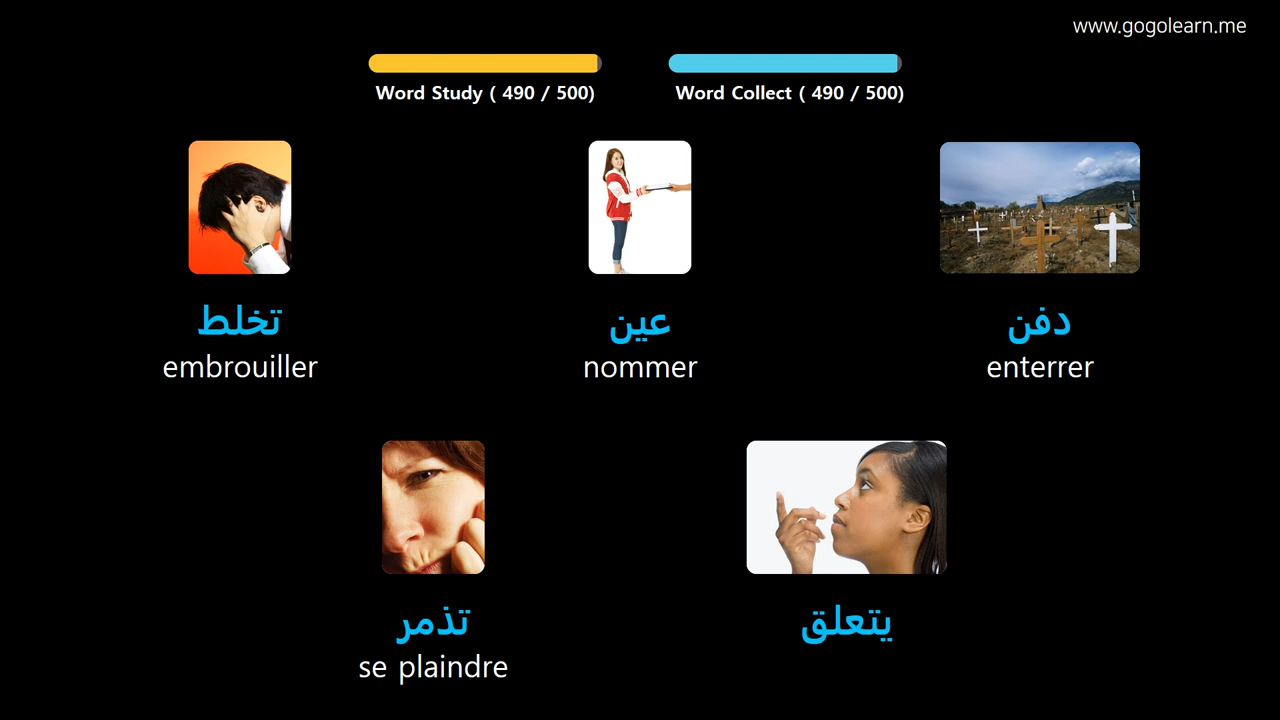 www.gogolearn.me
Word Study ( 490 / 500)
Word Collect ( 490 / 500)
تخلط
embrouiller
عين
nommer
دفن
enterrer
تذمر
se plaindre
يتعلق